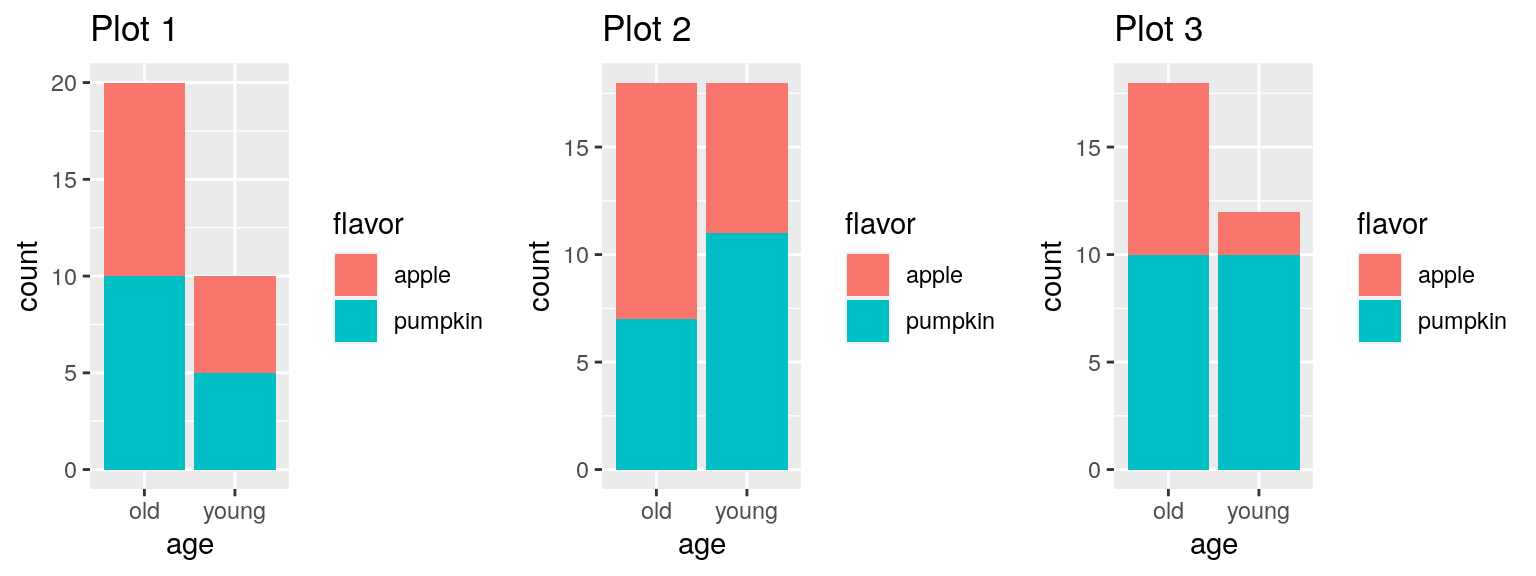 Plot 1
20
15
10
5
0
count
old young
age
flavor
apple
pumpkin
Plot 2
15
10
5
0
count
old young
age
flavor
apple
pumpkin
Plot 3
15
10
5
0
count
old young
age
flavor
apple
pumpkin